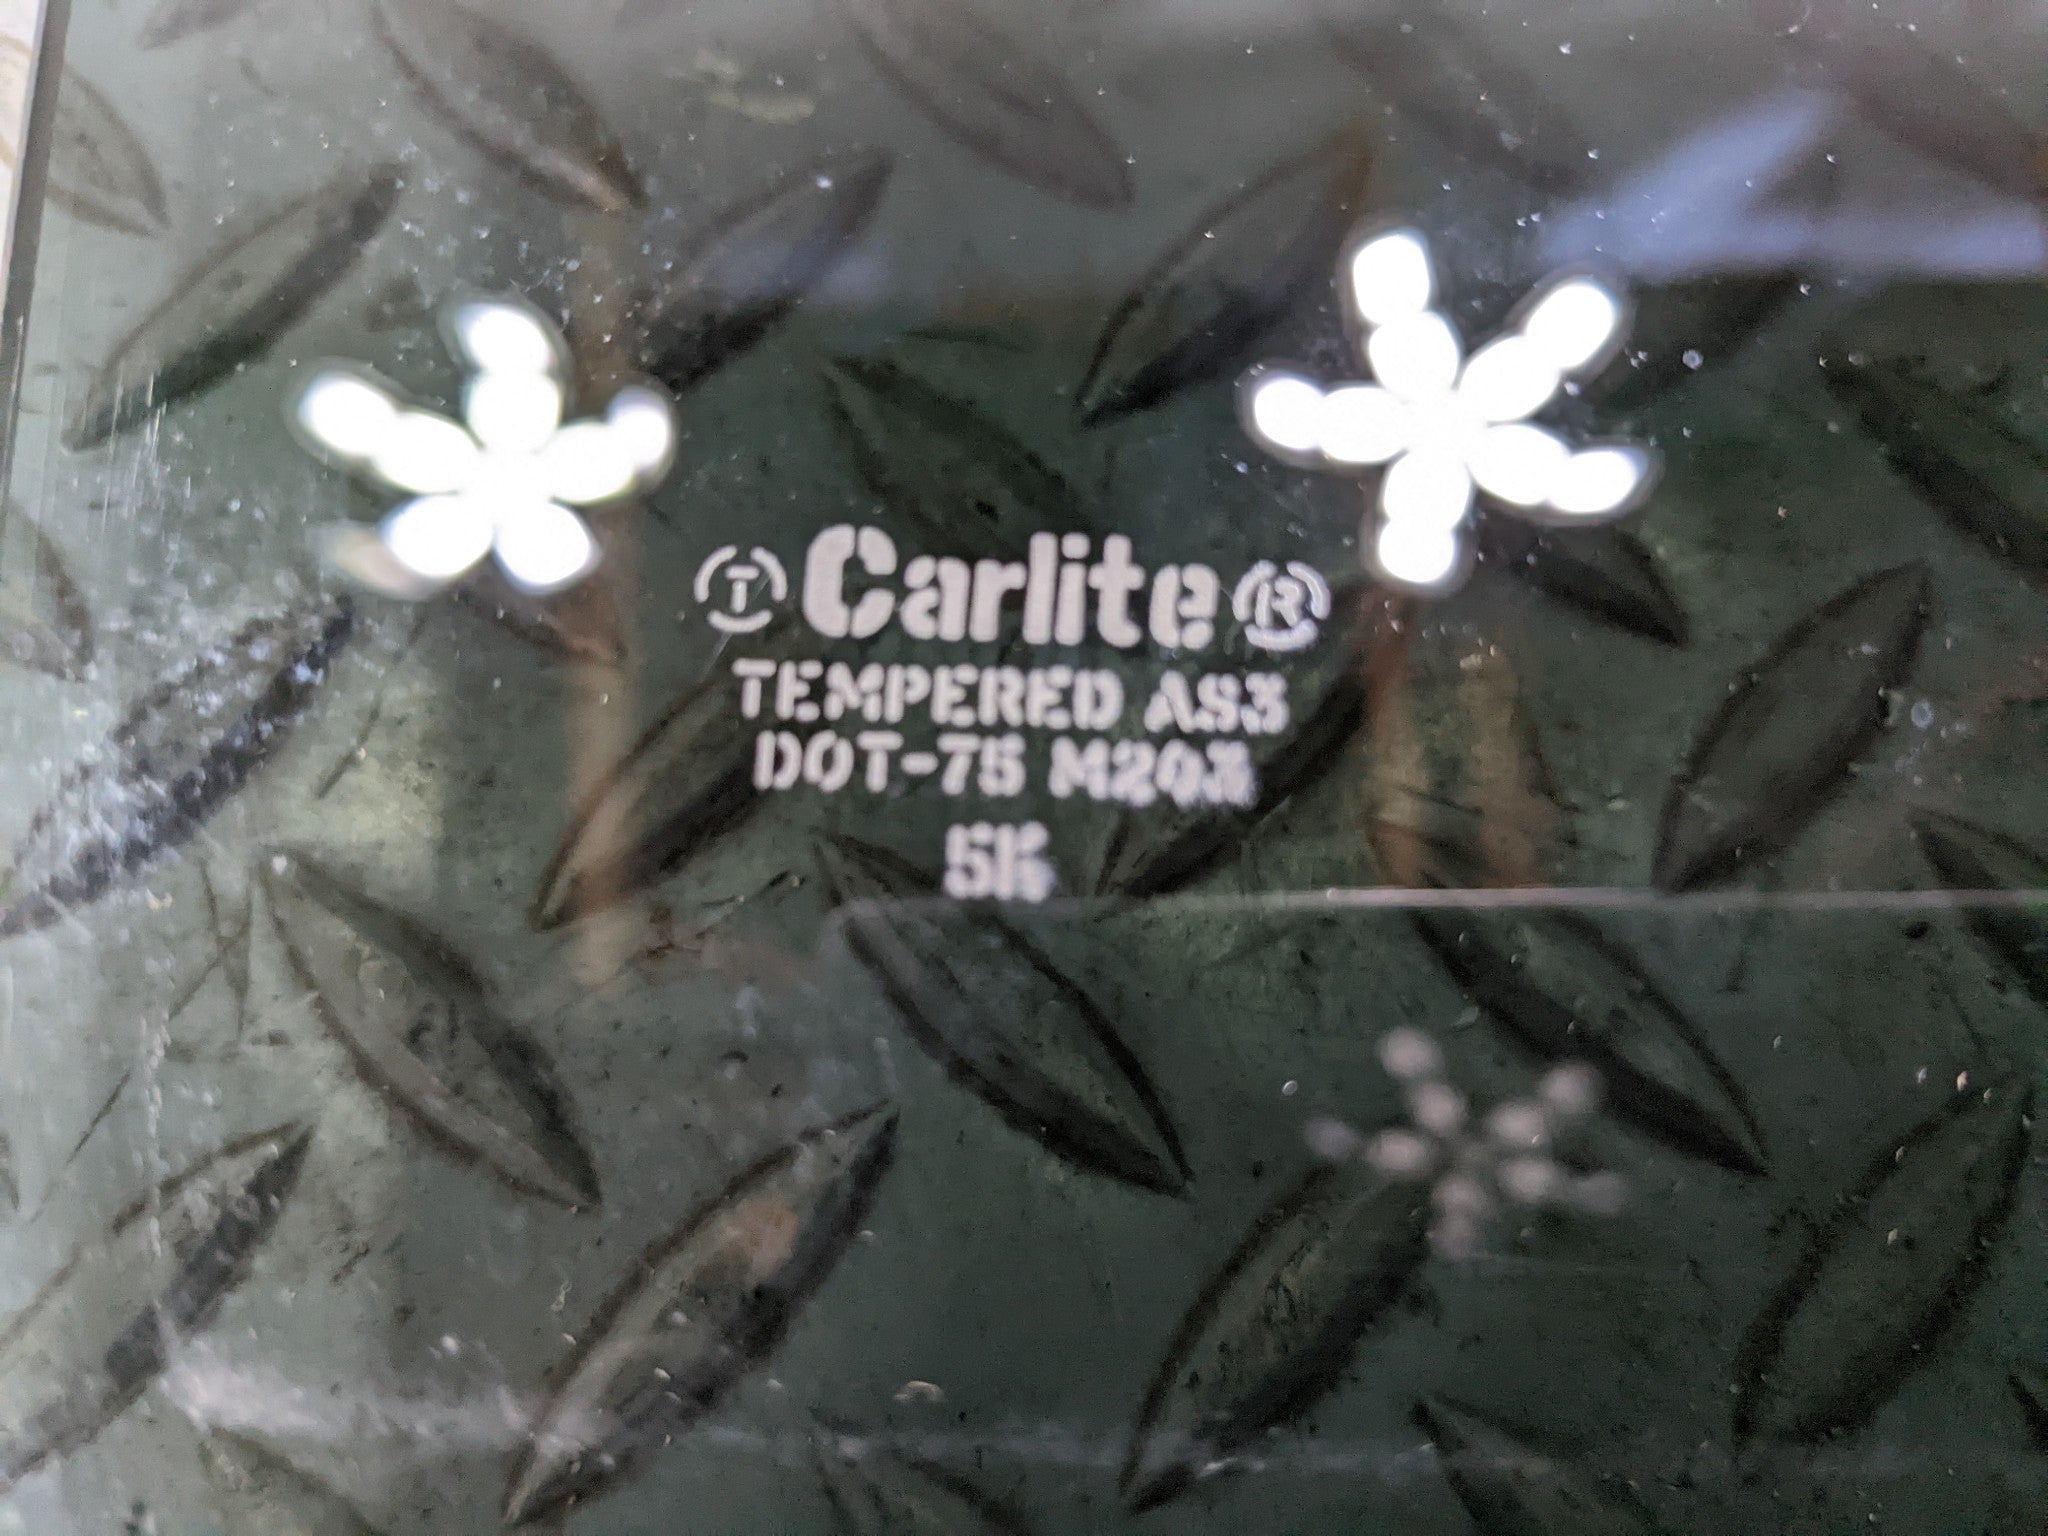 T Carlite ®
TEMPERED AS3
DOT-75 M203
5K